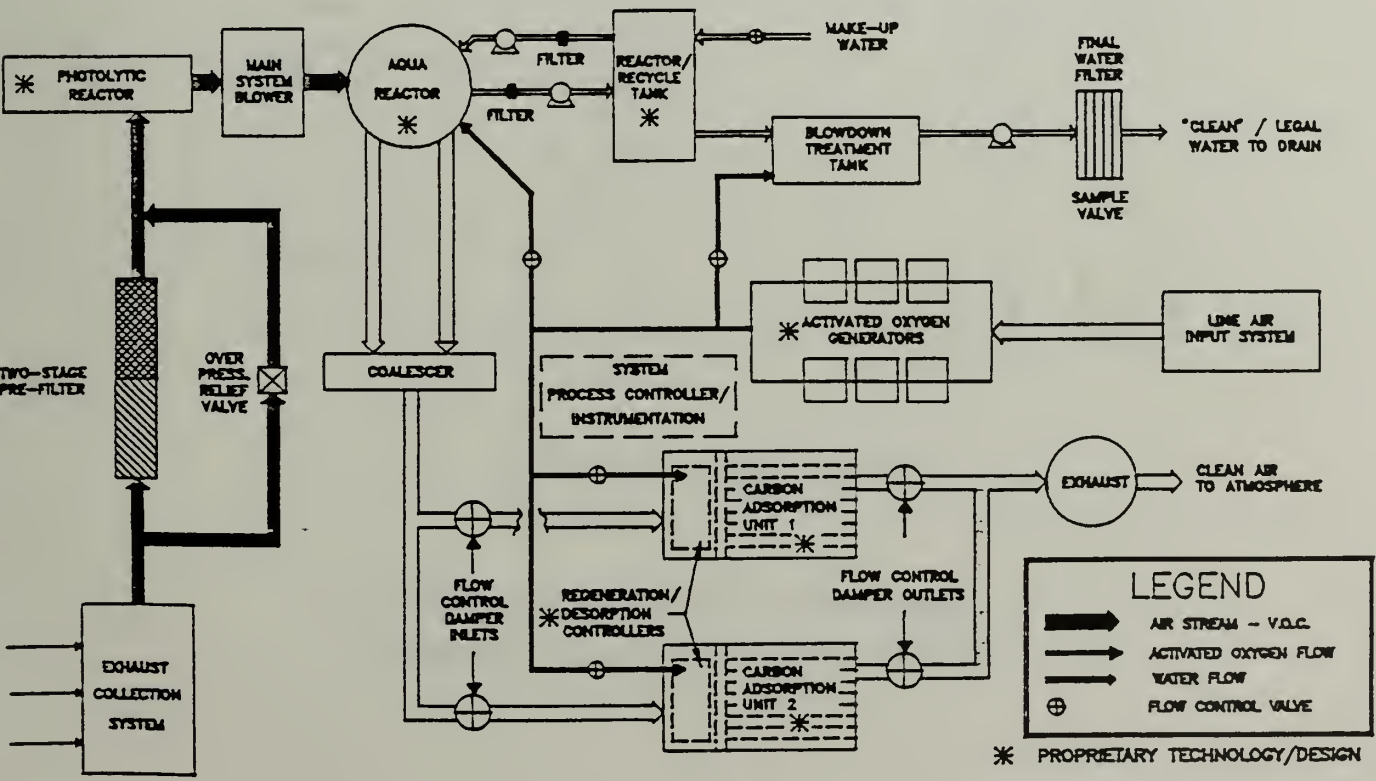 PHOTOLYTIC
REACTOR
MAIN
SYSTEM
BLOWER
AQUA
REACTOR
FILTER
FILTER
REACTOR/
RECYCLE
TANK
MAKE-UP
WATER
BLOWDOWN
TREATMENT
TANK
FINAL
WATER
FILTER
SAMPLE
VALVE
"CLEAN" / LEGAL
WATER TO DRAIN
TWO-STAGE
PRE-FILTER
OVER
PRESS.
RELIEF
VALVE
COALESCER
SYSTEM
PROCESS CONTROLLER/
INSTRUMENTATION
ACTIVATED OXYGEN
GENERATORS
LINE AIR
INPUT SYSTEM
EXHAUST
COLLECTION
SYSTEM
FLOW
CONTROL
DAMPER
INLETS
REGENERATION/
DESORPTION
CONTROLLERS
CARBON
ADSORPTION
UNIT 1
CARBON
ADSORPTION
UNIT 2
FLOW CONTROL
DAMPER OUTLETS
EXHAUST
CLEAN AIR
TO ATMOSPHERE
LEGEND
AIR STREAM - V.O.C.
ACTIVATED OXYGEN FLOW
WATER FLOW
FLOW CONTROL VALVE
PROPRIETARY TECHNOLOGY/DESIGN